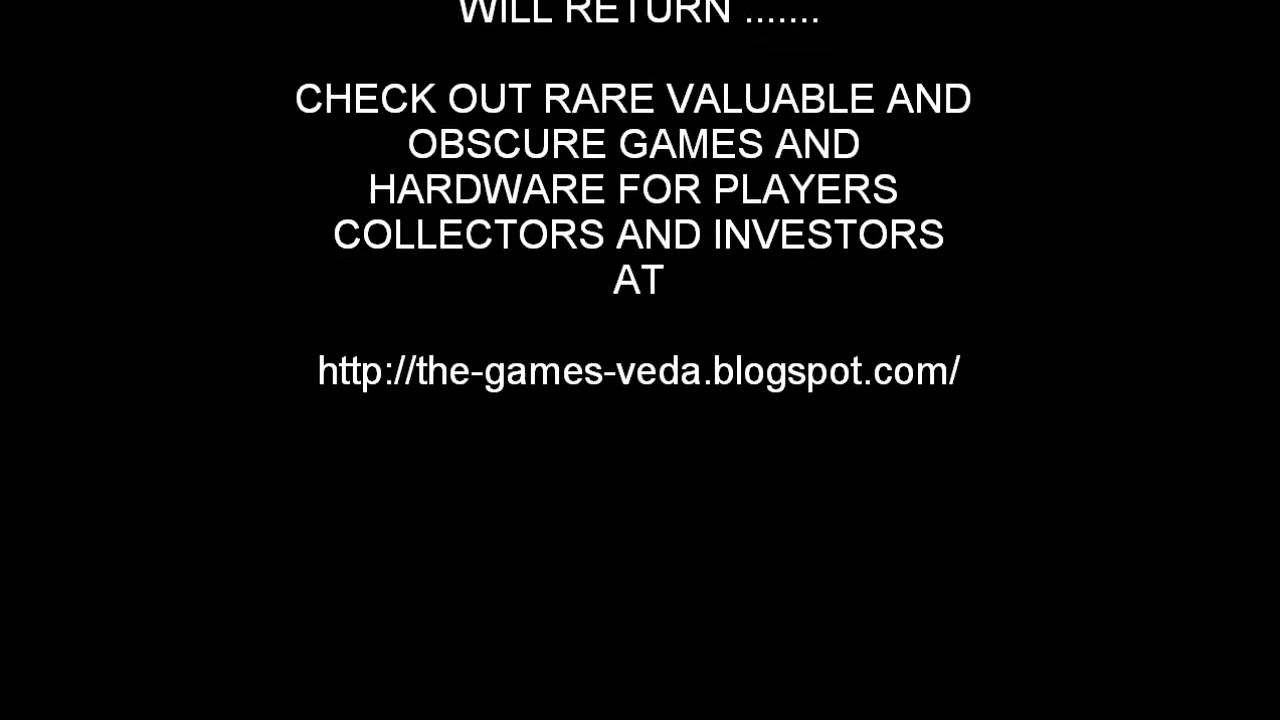 WILL RETURN .......
CHECK OUT RARE VALUABLE AND
OBSCURE GAMES AND
HARDWARE FOR PLAYERS
COLLECTORS AND INVESTORS
AT
http://the-games-veda.blogspot.com/